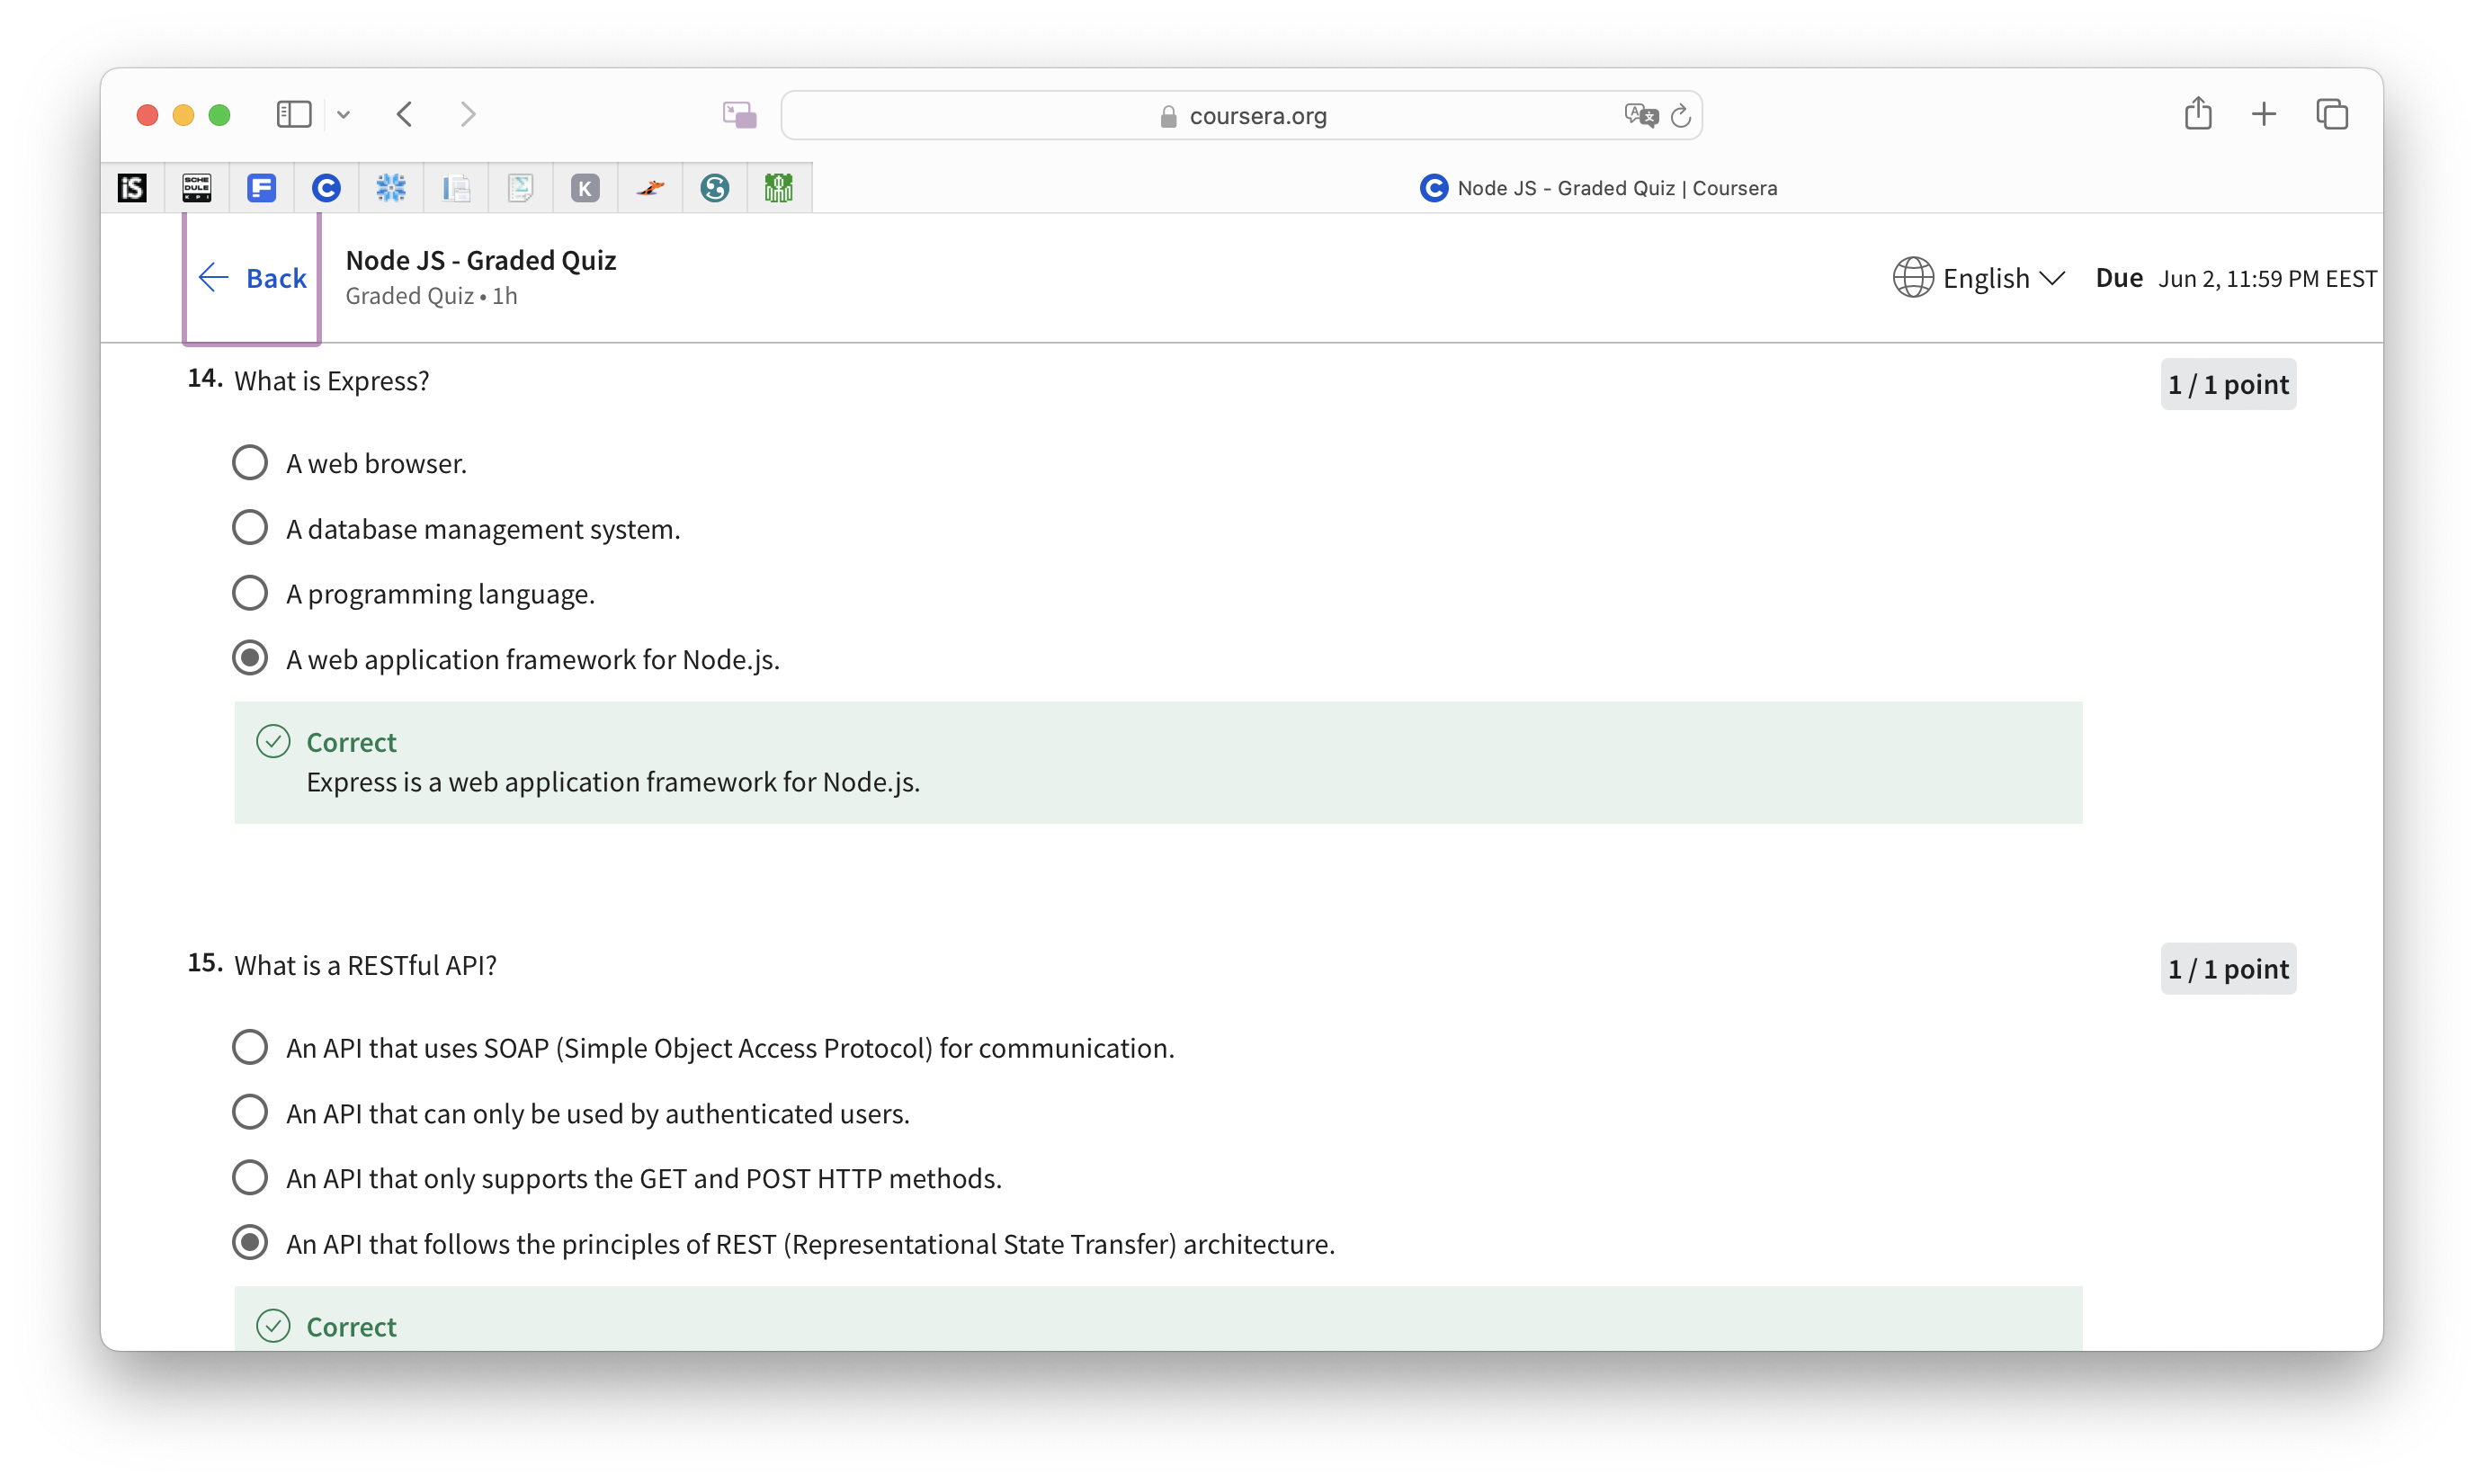 coursera.org
iS
SCHE
DULE
KPI
F
C
K
Node JS - Graded Quiz | Coursera
Back
Node JS - Graded Quiz
Graded Quiz • 1h
English
Due Jun 2, 11:59 PM EEST
14. What is Express?
1 / 1 point
A web browser.
A database management system.
A programming language.
A web application framework for Node.js.
Correct
Express is a web application framework for Node.js.
15. What is a RESTful API?
1 / 1 point
An API that uses SOAP (Simple Object Access Protocol) for communication.
An API that can only be used by authenticated users.
An API that only supports the GET and POST HTTP methods.
An API that follows the principles of REST (Representational State Transfer) architecture.
Correct